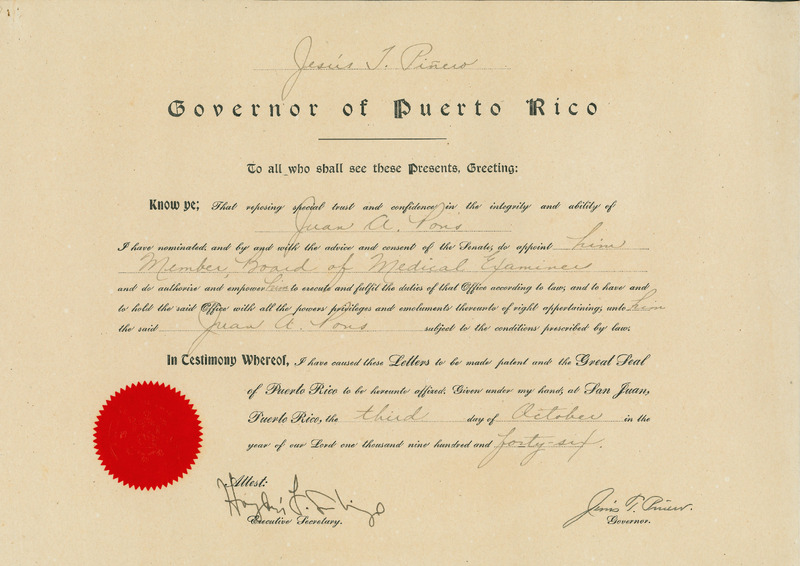 Jesús T. Piñero
Governor of Puerto Rico
To all who shall see these Presents, Greeting:
Know ye; That reposing special trust and confidence in the integrity and ability of
Juan A. Pons
I have nominated, and by and with the advice and consent of the Senate, do appoint him
Member, Board of Medical Examiners
and do authorize and empower him to execute and fulfil the duties of that Office according to law; and to have and
to hold the said Office with all the powers privileges and emoluments thereunto of right appertaining, unto him
the said Juan A. Pons subject to the conditions prescribed by law.
In Testimony Whereof, I have caused these Letters to be made patent and the Great Seal
of Puerto Rico to be hereunto affixed. Given under my hand, at San Juan,
Puerto Rico, the third day of October in the
year of our Lord one thousand nine hundred and forty-six.
Attest:
Jesús T. Piñero.
Executive Secretary.
Governor.